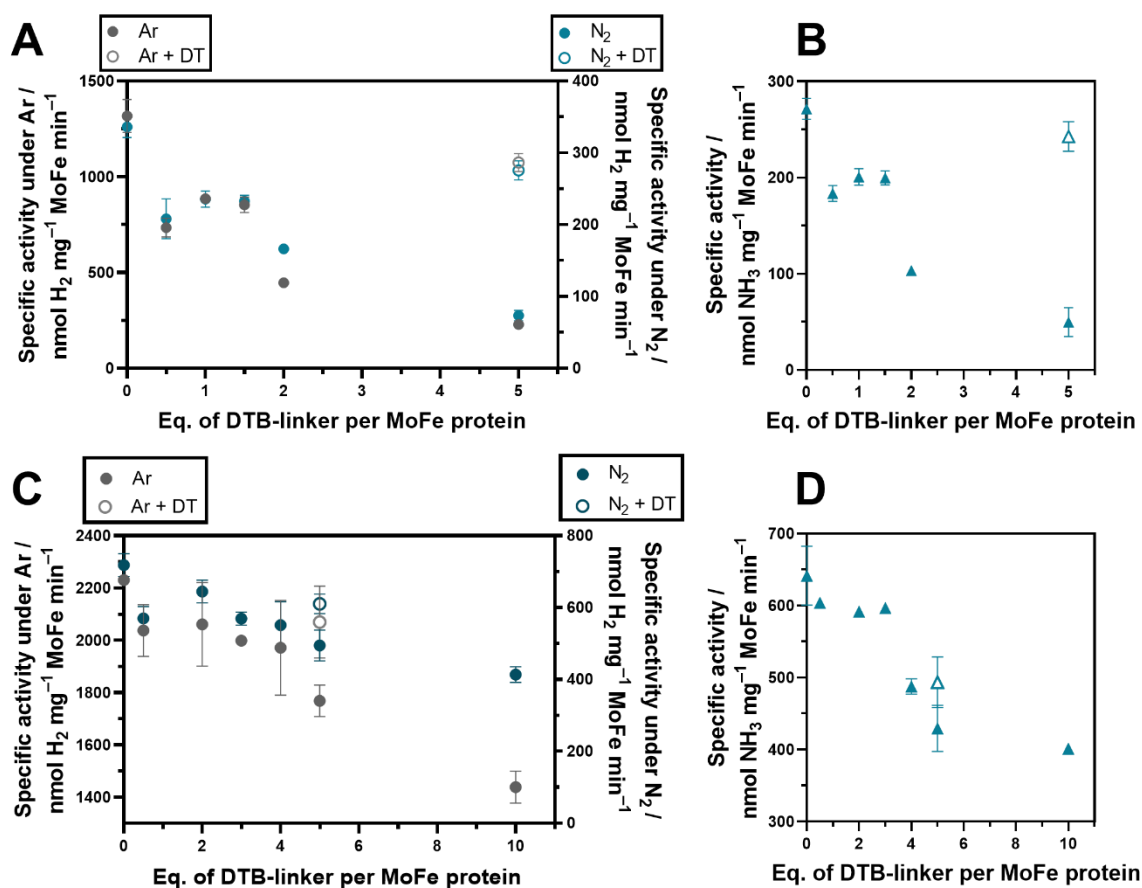 A
Ar
Ar + DT
N₂
N₂ + DT
Specific activity under Ar /
nmol H₂ mg⁻¹ MoFe min⁻¹
1500
1000
500
0
0
1
2
3
4
5
400
300
200
100
0
Specific activity under N₂ /
nmol H₂ mg⁻¹ MoFe min⁻¹
Eq. of DTB-linker per MoFe protein
B
Specific activity /
nmol NH₃ mg⁻¹ MoFe min⁻¹
300
200
100
0
0
1
2
3
4
5
Eq. of DTB-linker per MoFe protein
C
Ar
Ar + DT
N₂
N₂ + DT
Specific activity under Ar /
nmol H₂ mg⁻¹ MoFe min⁻¹
2400
2200
2000
1800
1600
1400
0
2
4
6
8
10
800
600
400
200
0
Specific activity under N₂ /
nmol H₂ mg⁻¹ MoFe min⁻¹
Eq. of DTB-linker per MoFe protein
D
Specific activity /
nmol NH₃ mg⁻¹ MoFe min⁻¹
700
600
500
400
300
0
2
4
6
8
10
Eq. of DTB-linker per MoFe protein